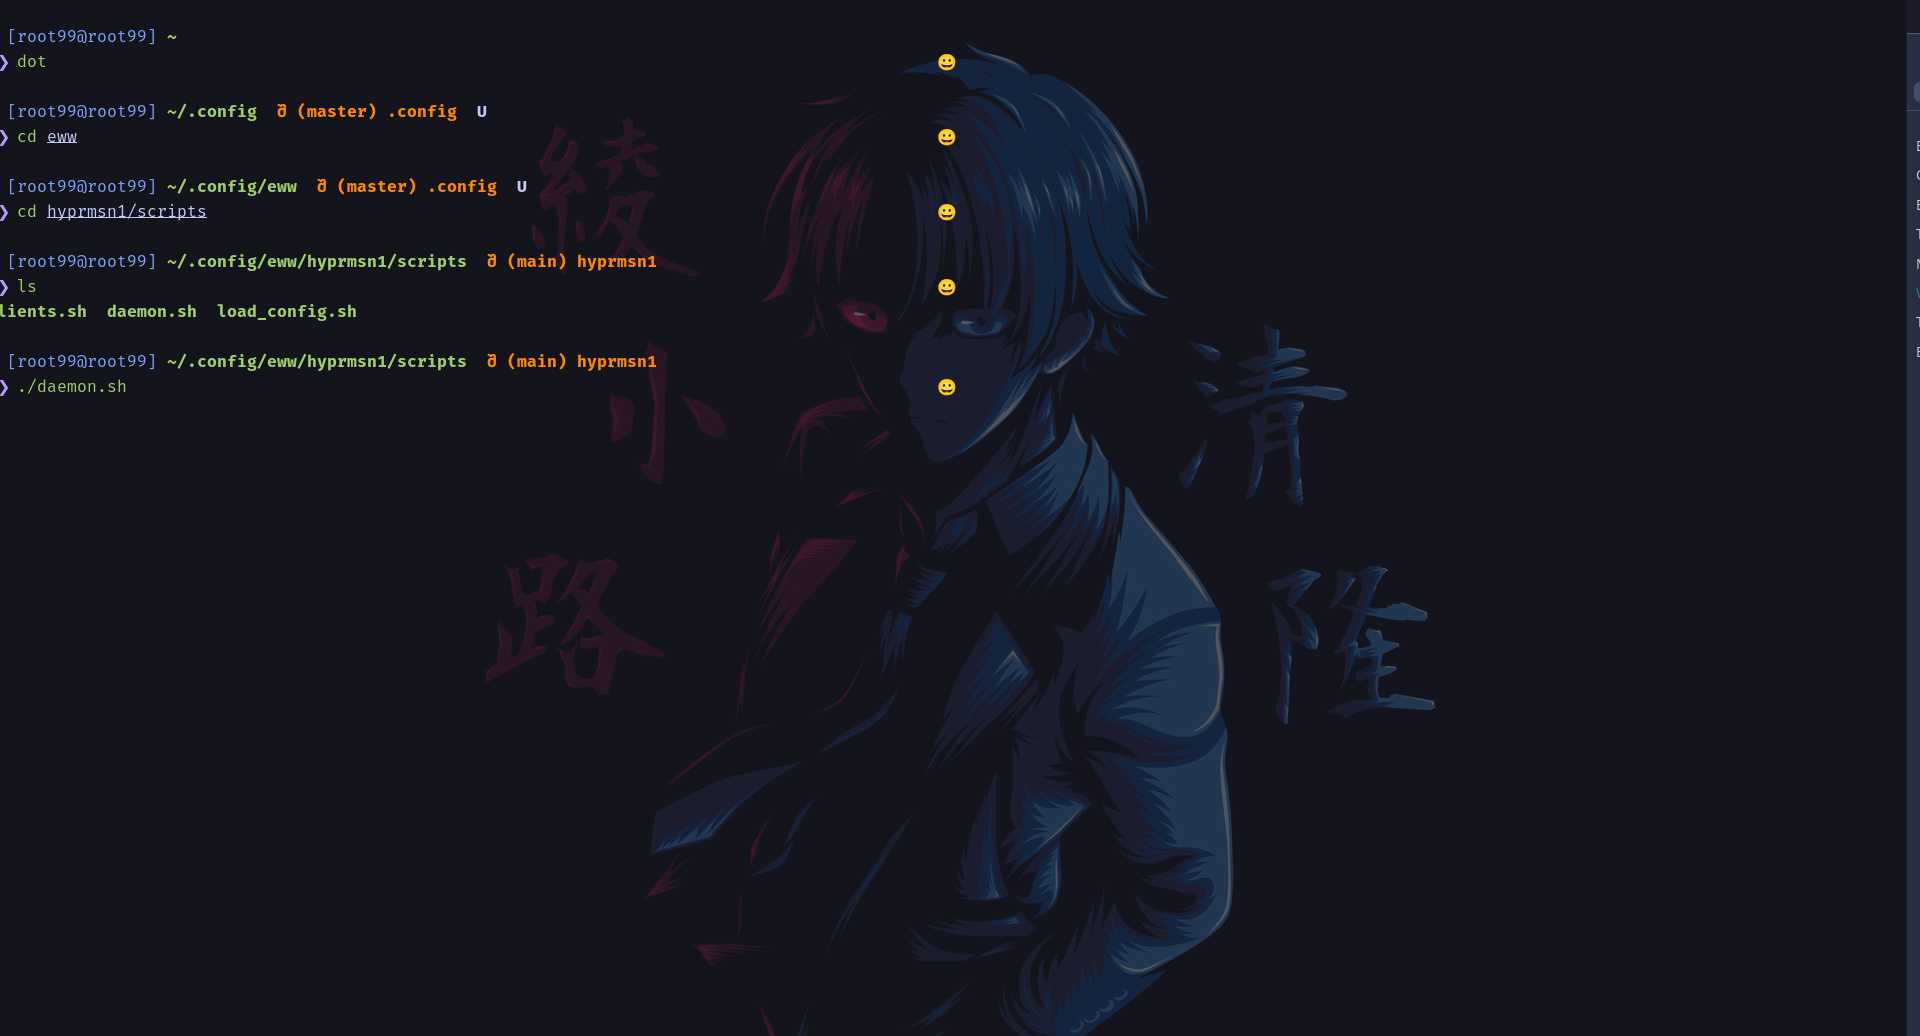 [root99@root99] ~
❯ dot 😀
[root99@root99] ~/.config ð (master) .config U
❯ cd eww 😀
[root99@root99] ~/.config/eww ð (master) .config U
❯ cd hyprmsn1/scripts 😀
[root99@root99] ~/.config/eww/hyprmsn1/scripts ð (main) hyprmsn1
❯ ls 😀
lients.sh daemon.sh load_config.sh
[root99@root99] ~/.config/eww/hyprmsn1/scripts ð (main) hyprmsn1
❯ ./daemon.sh 😀
綾
小
路
清
隆